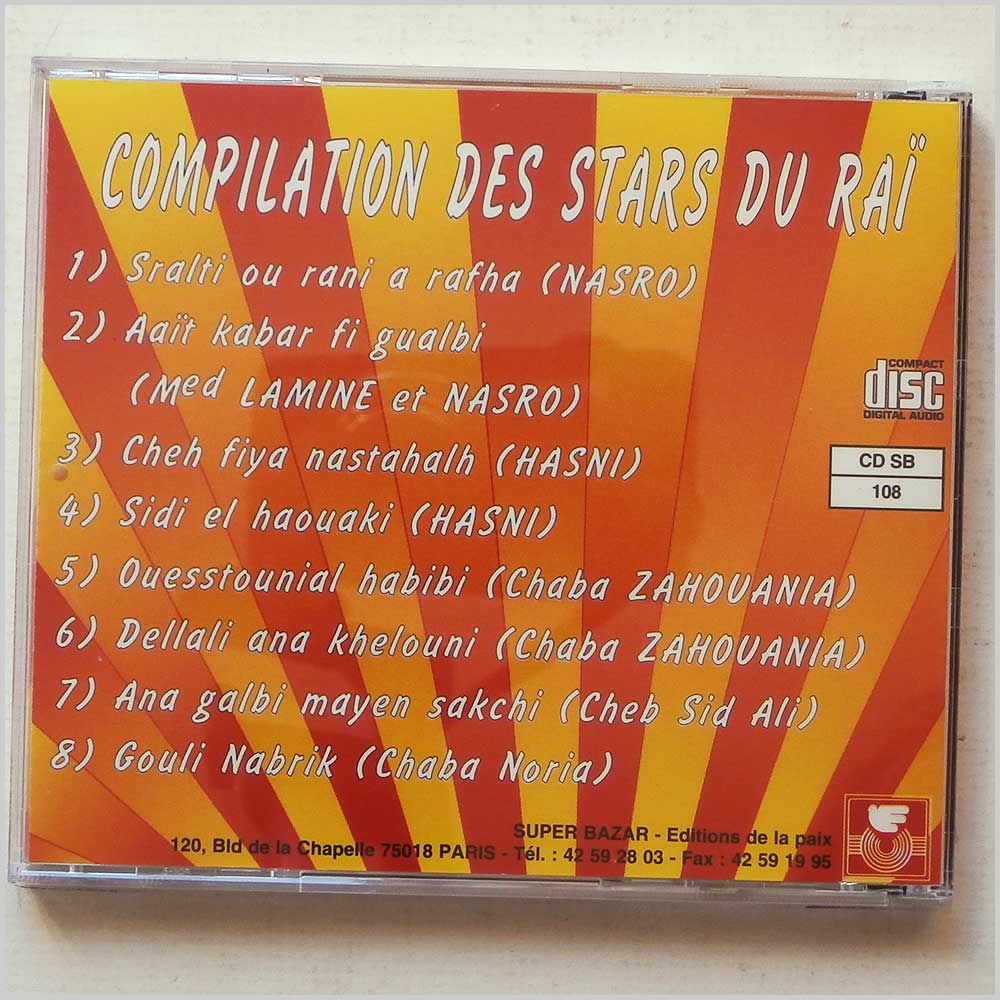 COMPILATION DES STARS DU RAÏ
1) Sralti ou rani a rafha (NASRO)
2) Aaït kabar fi gualbi
(Med LAMINE et NASRO)
3) Cheh fiya nastahalh (HASNI)
4) Sidi el haouaki (HASNI)
5) Ouesstounial habibi (Chaba ZAHOUANIA)
6) Dellali ana khelouni (Chaba ZAHOUANIA)
7) Ana galbi mayen sakchi (Cheb Sid Ali)
8) Gouli Nabrik (Chaba Noria)
COMPACT
disc
DIGITAL AUDIO
CD SB
108
SUPER BAZAR - Editions de la paix
120, Bld de la Chapelle 75018 PARIS - Tél. : 42 59 28 03 - Fax : 42 59 19 95